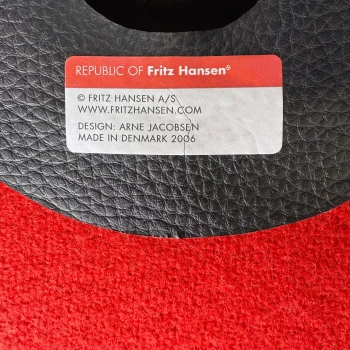 REPUBLIC OF Fritz Hansen®
© FRITZ HANSEN A/S
WWW.FRITZHANSEN.COM
DESIGN: ARNE JACOBSEN
MADE IN DENMARK 2006